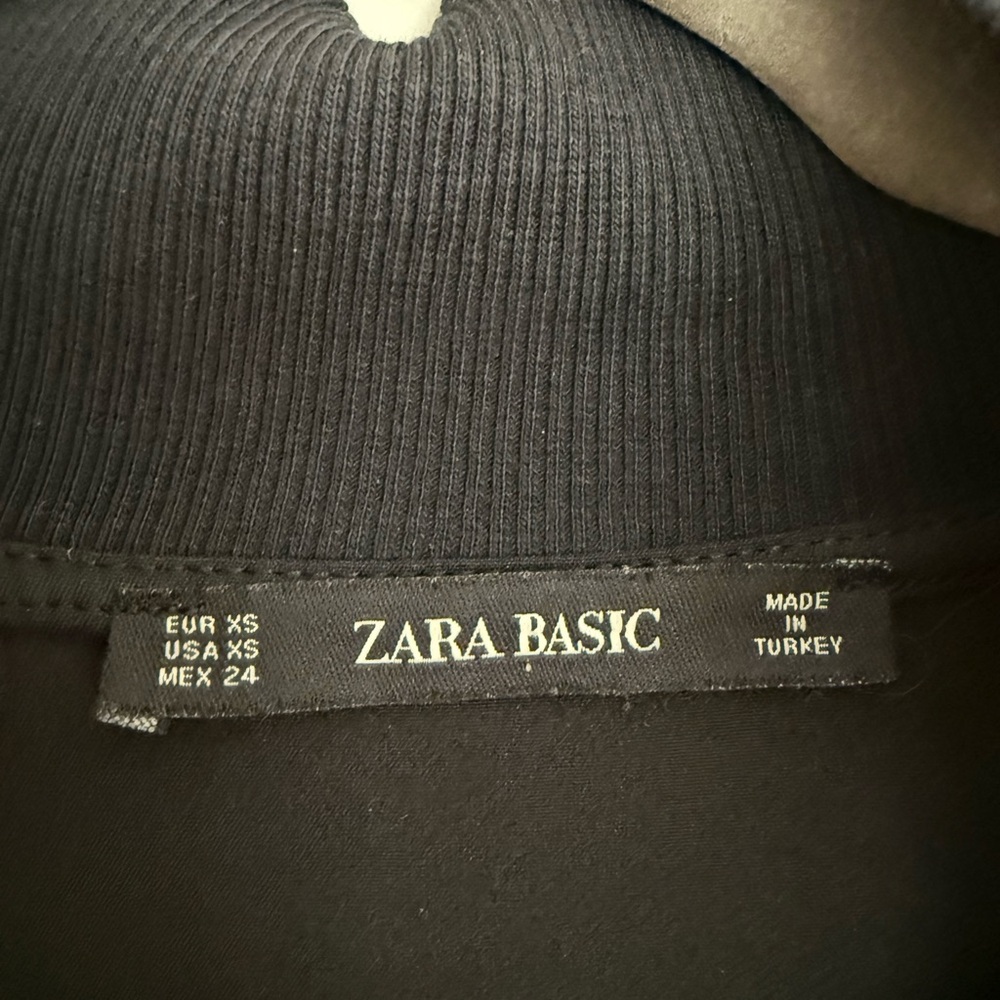 EUR XS
USA XS
MEX 24
ZARA BASIC
MADE
IN
TURKEY